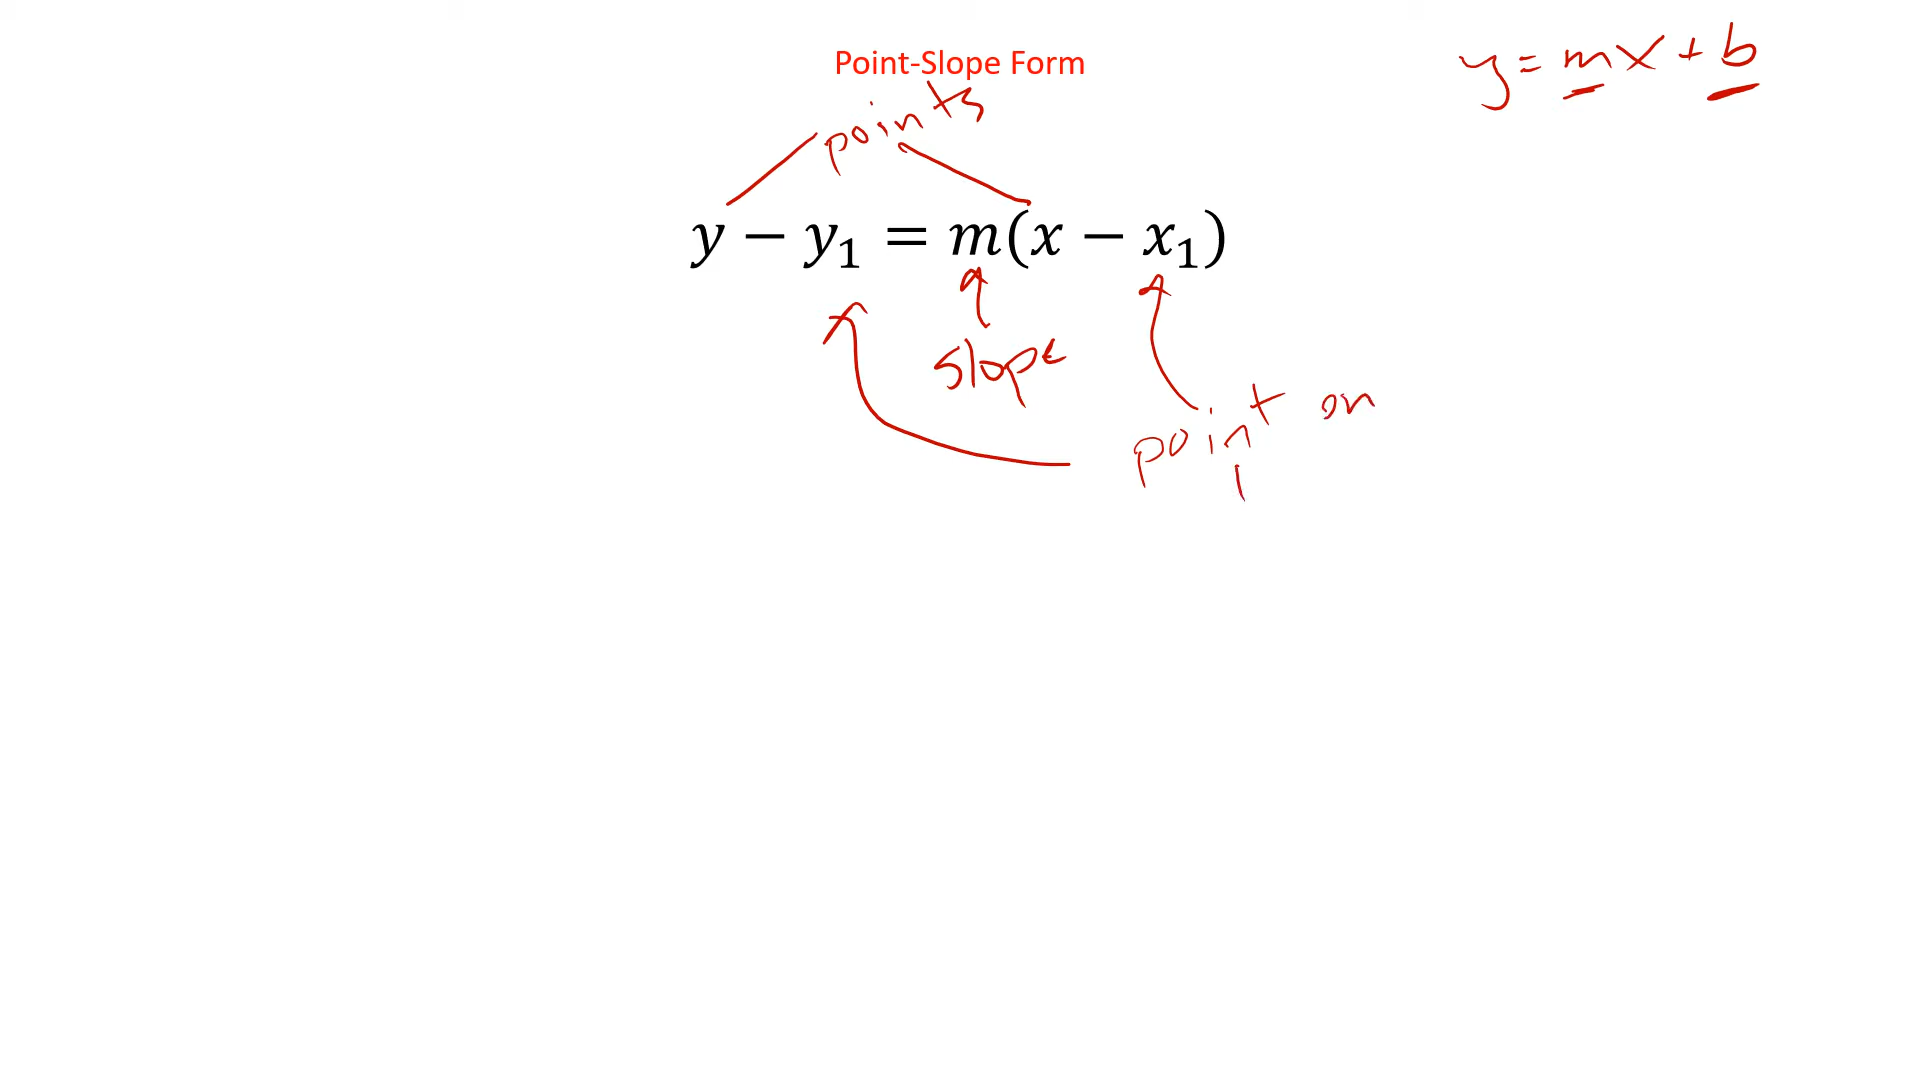 Point-Slope Form
y = mx + b
points
y − y₁ = m(x − x₁)
slope
point on